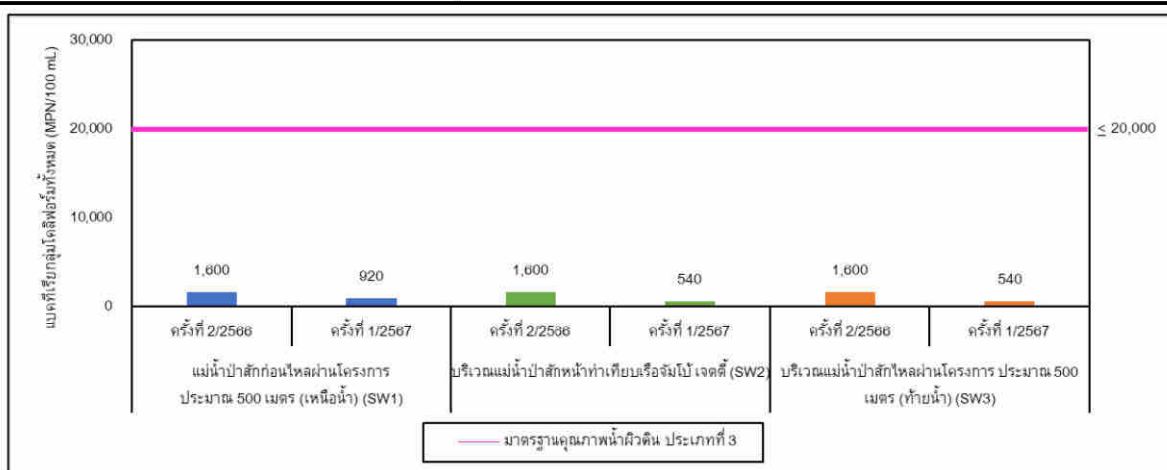 แบคทีเรียกลุ่มโคลิฟอร์มทั้งหมด (MPN/100 mL)
30,000
20,000
≤ 20,000
10,000
0
1,600
920
1,600
540
1,600
540
ครั้งที่ 2/2566
ครั้งที่ 1/2567
ครั้งที่ 2/2566
ครั้งที่ 1/2567
ครั้งที่ 2/2566
ครั้งที่ 1/2567
แม่น้ำป่าสักก่อนไหลผ่านโครงการ
ประมาณ 500 เมตร (เหนือน้ำ) (SW1)
บริเวณแม่น้ำป่าสักหน้าท่าเทียบเรือจัมโบ้ เจตตี้ (SW2)
บริเวณแม่น้ำป่าสักไหลผ่านโครงการ ประมาณ 500
เมตร (ท้ายน้ำ) (SW3)
มาตรฐานคุณภาพน้ำผิวดิน ประเภทที่ 3